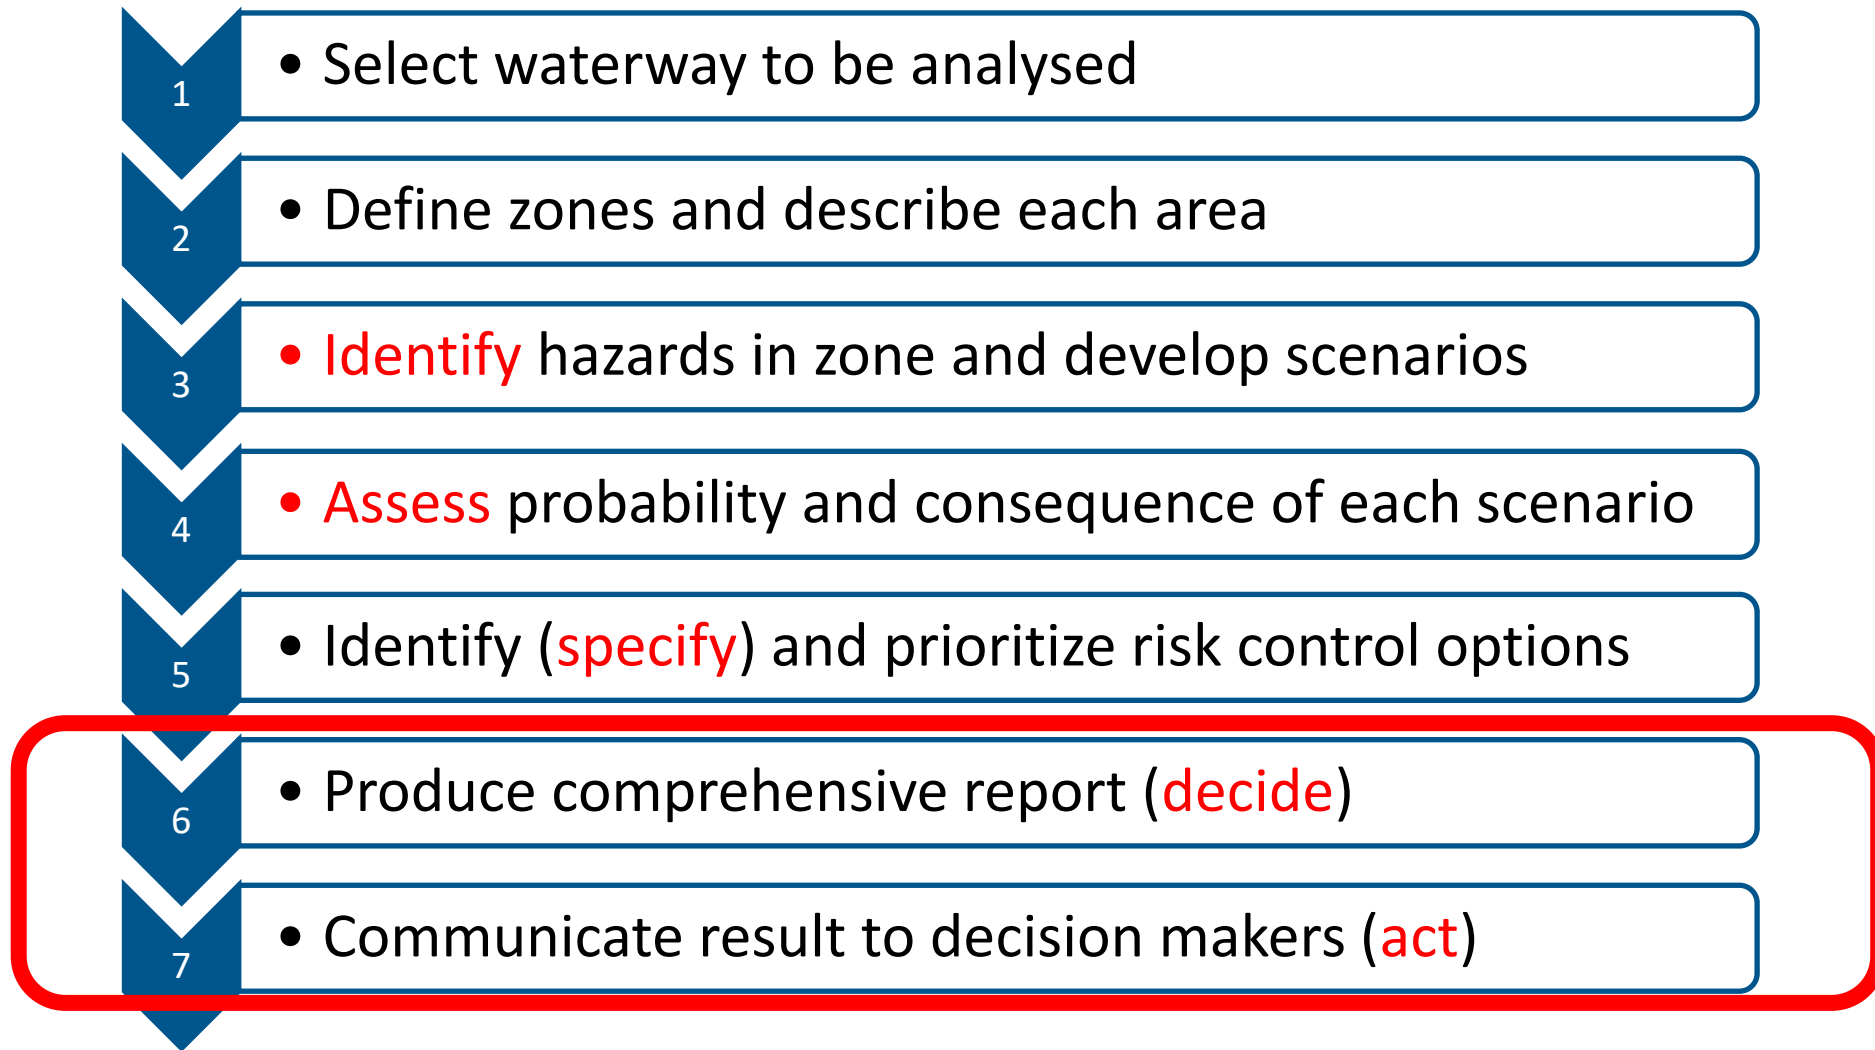 1
• Select waterway to be analysed
2
• Define zones and describe each area
3
• Identify hazards in zone and develop scenarios
4
• Assess probability and consequence of each scenario
5
• Identify (specify) and prioritize risk control options
6
• Produce comprehensive report (decide)
7
• Communicate result to decision makers (act)